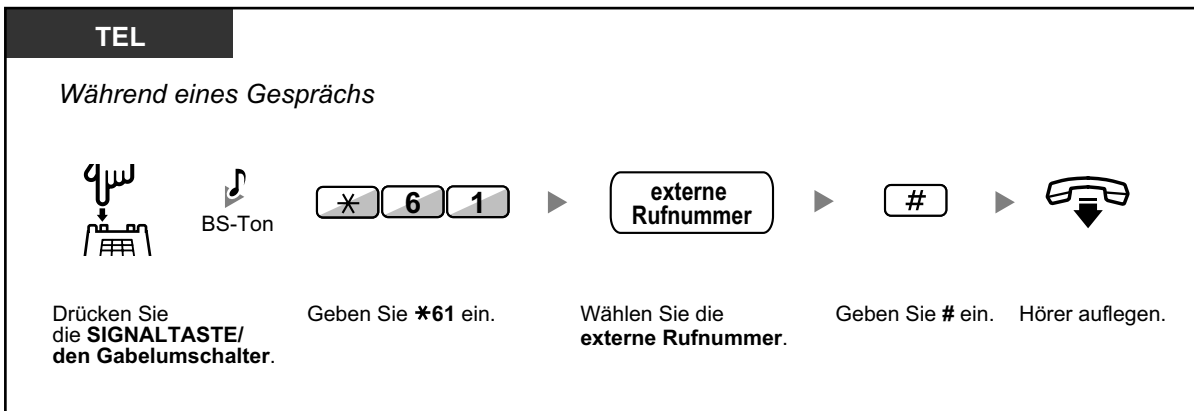 TEL
Während eines Gesprächs
BS-Ton
* 6 1
externe
Rufnummer
#
Drücken Sie
die SIGNALTASTE/
den Gabelumschalter.
Geben Sie *61 ein.
Wählen Sie die
externe Rufnummer.
Geben Sie # ein.
Hörer auflegen.